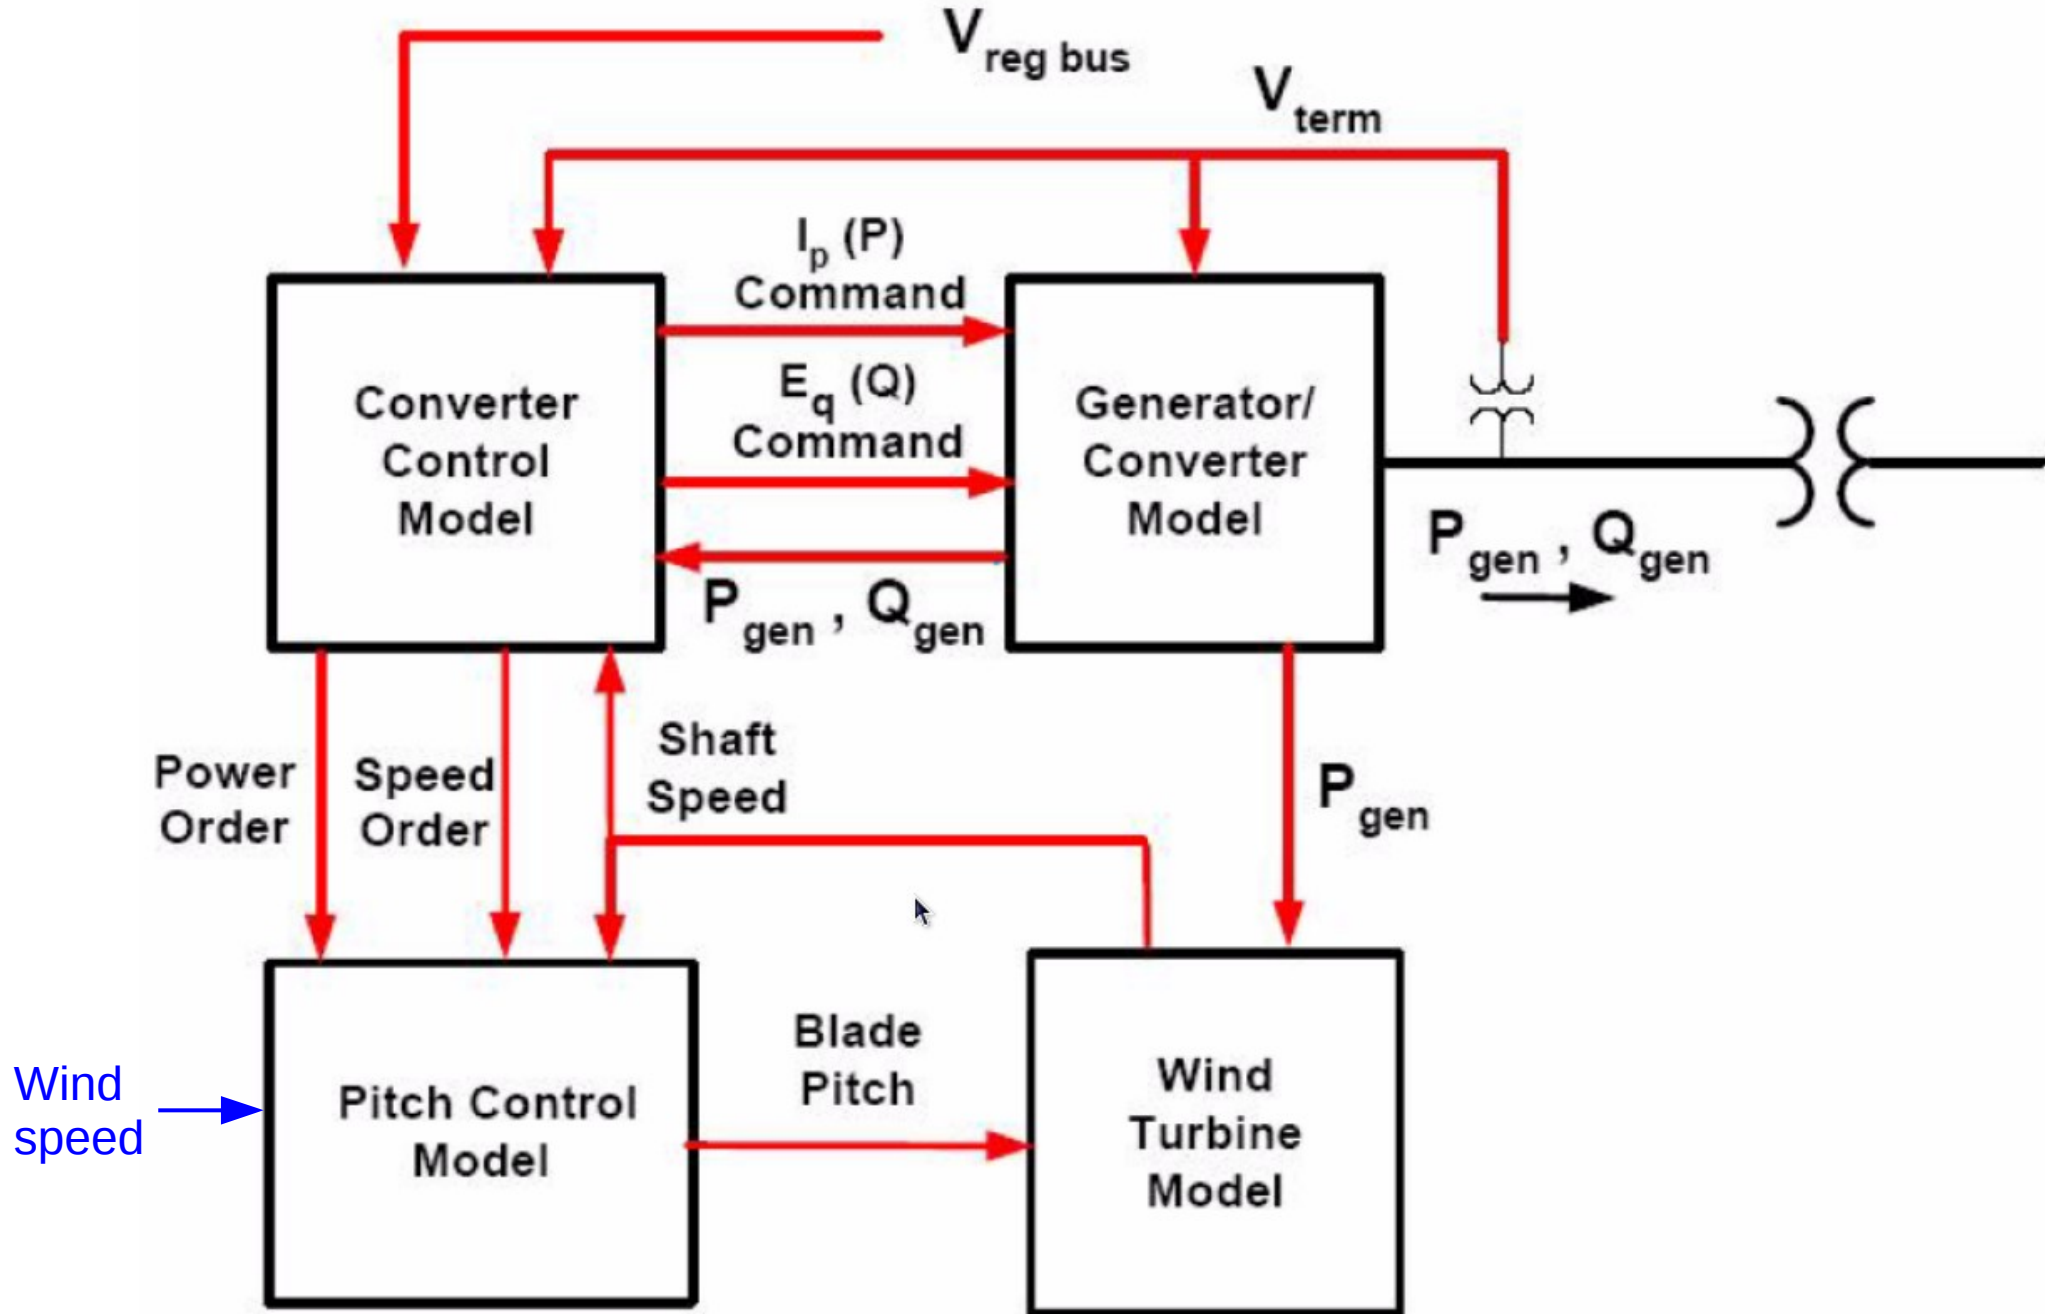 V reg bus
V term
I p (P)
Command
E q (Q)
Command
Converter
Control
Model
Generator/
Converter
Model
P gen , Q gen
P gen , Q gen
Power
Order
Speed
Order
Shaft
Speed
P gen
Wind
speed
Pitch Control
Model
Blade
Pitch
Wind
Turbine
Model